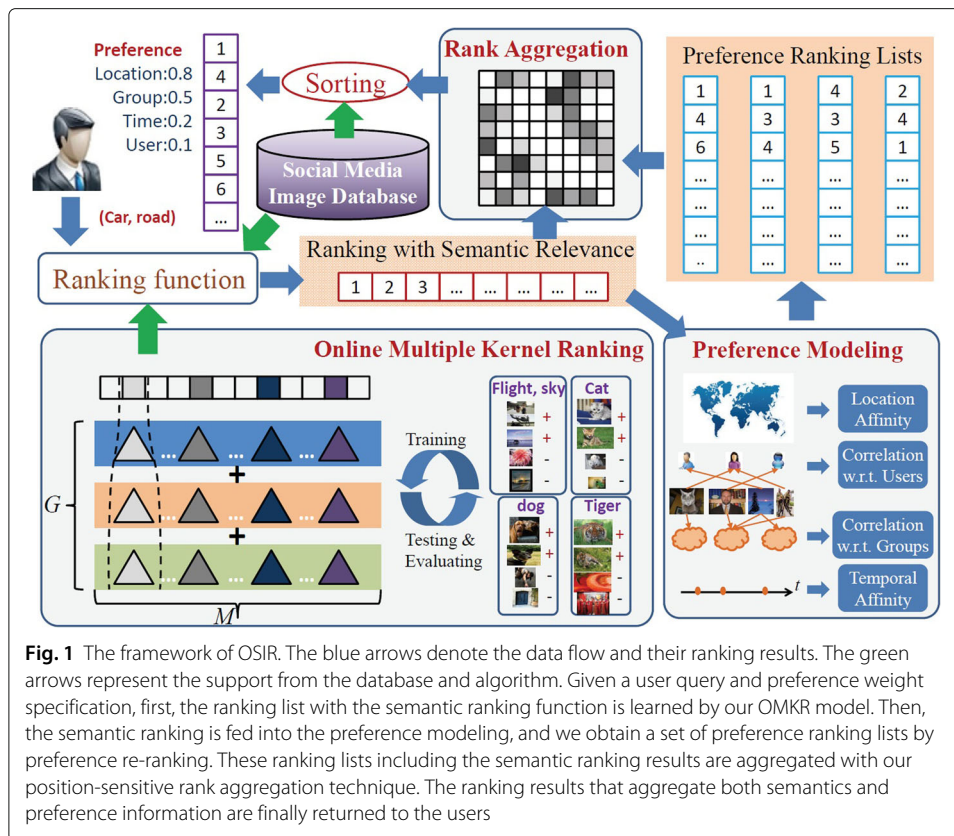 Preference
Location:0.8
Group:0.5
Time:0.2
User:0.1
(Car, road)
1
4
2
3
5
6
...
Sorting
Social Media
Image Database
Rank Aggregation
Preference Ranking Lists
1 1 4 2
4 3 3 4
6 4 5 1
... ... ... ...
... ... ... ...
... ... ... ...
.. ... ... ...
Ranking function
Ranking with Semantic Relevance
1 2 3 ... ... ... ... ...
Online Multiple Kernel Ranking
G
... ... ...
+ +
... ... ...
+ +
... ... ...
M
Training
Testing &
Evaluating
Flight, sky
+
+
-
-
Cat
+
+
-
-
dog
+
+
-
-
Tiger
+
+
-
-
Preference Modeling
Location
Affinity
Correlation
w.r.t. Users
Correlation
w.r.t. Groups
t
Temporal
Affinity
Fig. 1 The framework of OSIR. The blue arrows denote the data flow and their ranking results. The green
arrows represent the support from the database and algorithm. Given a user query and preference weight
specification, first, the ranking list with the semantic ranking function is learned by our OMKR model. Then,
the semantic ranking is fed into the preference modeling, and we obtain a set of preference ranking lists by
preference re-ranking. These ranking lists including the semantic ranking results are aggregated with our
position-sensitive rank aggregation technique. The ranking results that aggregate both semantics and
preference information are finally returned to the users